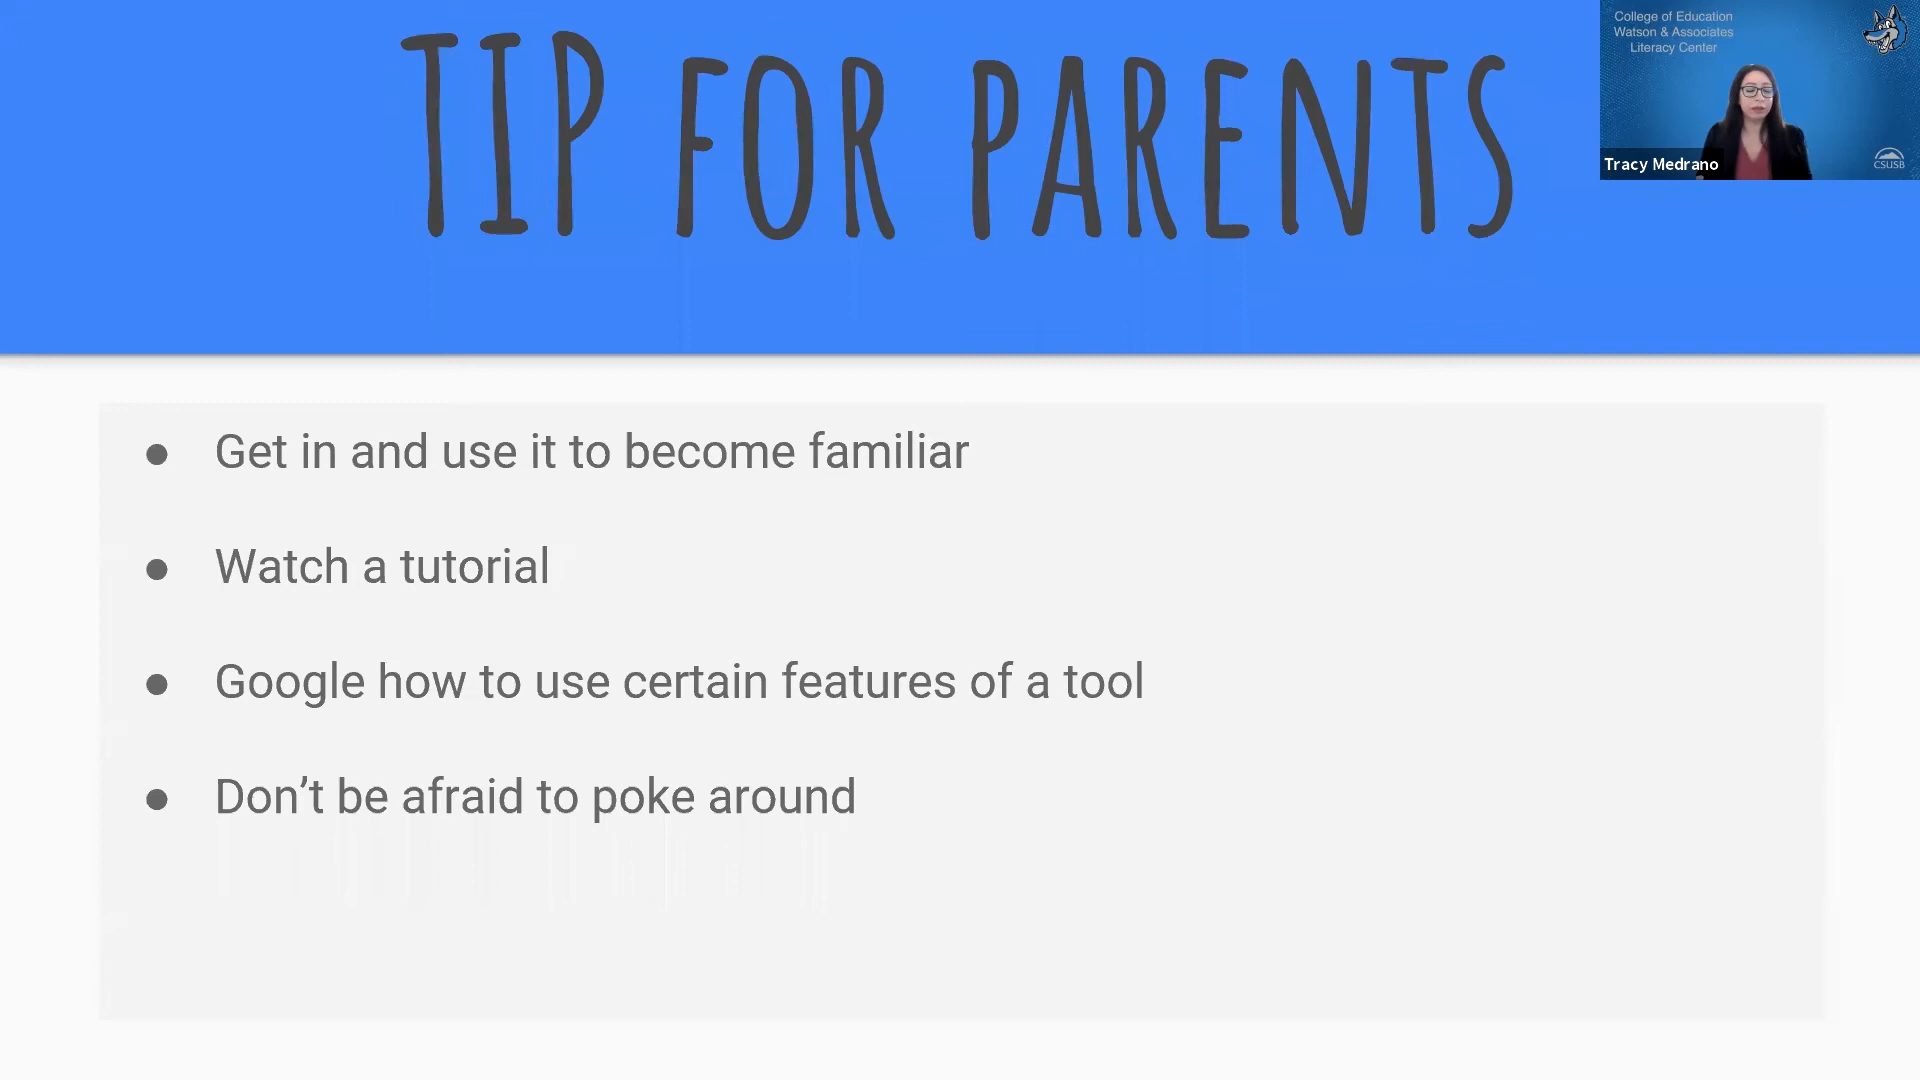 TIP FOR PARENTS
College of Education
Watson & Associates
Literacy Center
Tracy Medrano
CSUSB
● Get in and use it to become familiar
● Watch a tutorial
● Google how to use certain features of a tool
● Don’t be afraid to poke around